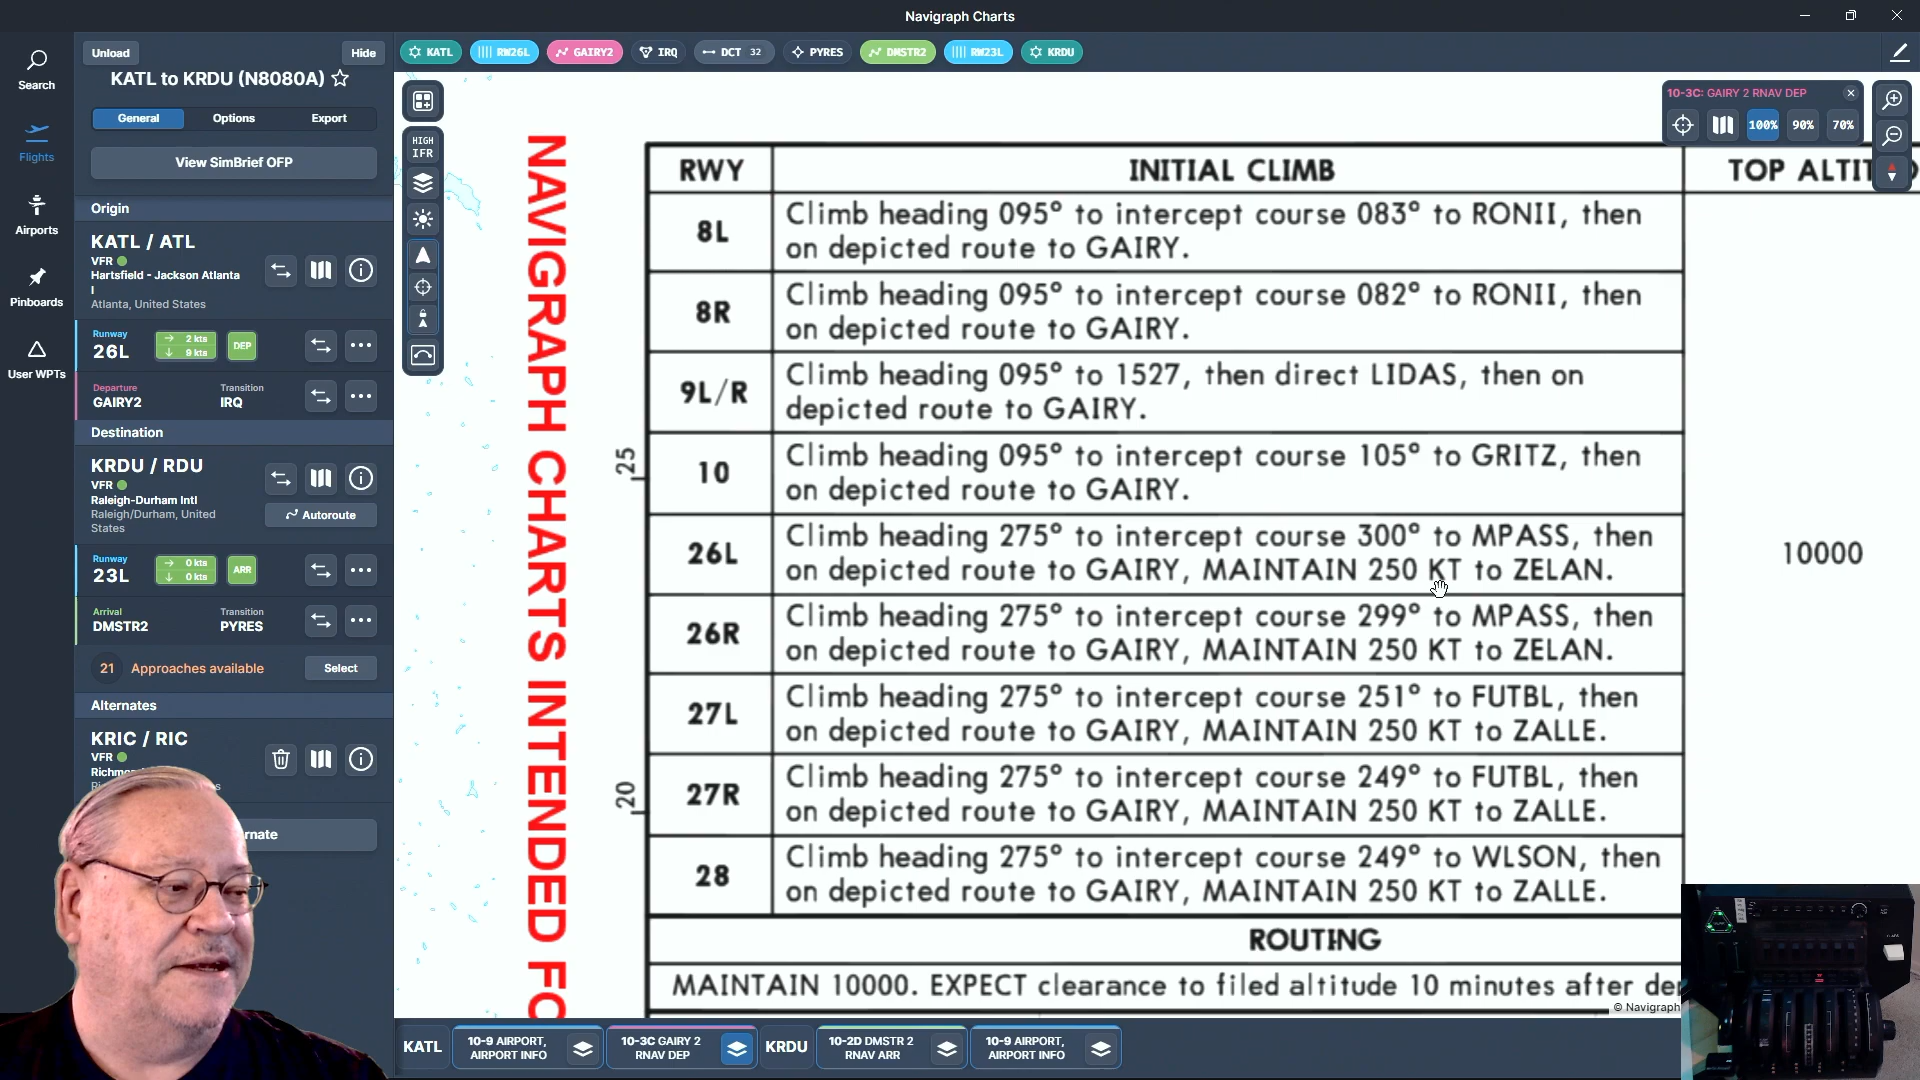 Navigraph Charts
Unload
Hide
KATL to KRDU (N8080A)
General
Options
Export
View SimBrief OFP
Search
Flights
Airports
Pinboards
User WPTs
Origin
KATL / ATL
VFR
Hartsfield - Jackson Atlanta
I
Atlanta, United States
Runway
26L
2 kts
9 kts
DEP
Departure
GAIRY2
Transition
IRQ
Destination
KRDU / RDU
VFR
Raleigh-Durham Intl
Raleigh/Durham, United
States
Autoroute
Runway
23L
0 kts
0 kts
ARR
Arrival
DMSTR2
Transition
PYRES
21 Approaches available
Select
Alternates
KRIC / RIC
VFR
KATL
RW26L
GAIRY2
IRQ
DCT 32
PYRES
DMSTR2
RW23L
KRDU
HIGH
IFR
10-3C: GAIRY 2 RNAV DEP
100%
90%
70%
NAVIGRAPH CHARTS INTENDED FO
25
20
RWY INITIAL CLIMB TOP ALTIT
8L Climb heading 095° to intercept course 083° to RONII, then
on depicted route to GAIRY.
8R Climb heading 095° to intercept course 082° to RONII, then
on depicted route to GAIRY.
9L/R Climb heading 095° to 1527, then direct LIDAS, then on
depicted route to GAIRY.
10 Climb heading 095° to intercept course 105° to GRITZ, then
on depicted route to GAIRY.
26L Climb heading 275° to intercept course 300° to MPASS, then
on depicted route to GAIRY, MAINTAIN 250 KT to ZELAN.
10000
26R Climb heading 275° to intercept course 299° to MPASS, then
on depicted route to GAIRY, MAINTAIN 250 KT to ZELAN.
27L Climb heading 275° to intercept course 251° to FUTBL, then
on depicted route to GAIRY, MAINTAIN 250 KT to ZALLE.
27R Climb heading 275° to intercept course 249° to FUTBL, then
on depicted route to GAIRY, MAINTAIN 250 KT to ZALLE.
28 Climb heading 275° to intercept course 249° to WLSON, then
on depicted route to GAIRY, MAINTAIN 250 KT to ZALLE.
ROUTING
MAINTAIN 10000. EXPECT clearance to filed altitude 10 minutes after
© Navigraph
KATL
10-9 AIRPORT,
AIRPORT INFO
10-3C GAIRY 2
RNAV DEP
KRDU
10-2D DMSTR 2
RNAV ARR
10-9 AIRPORT,
AIRPORT INFO